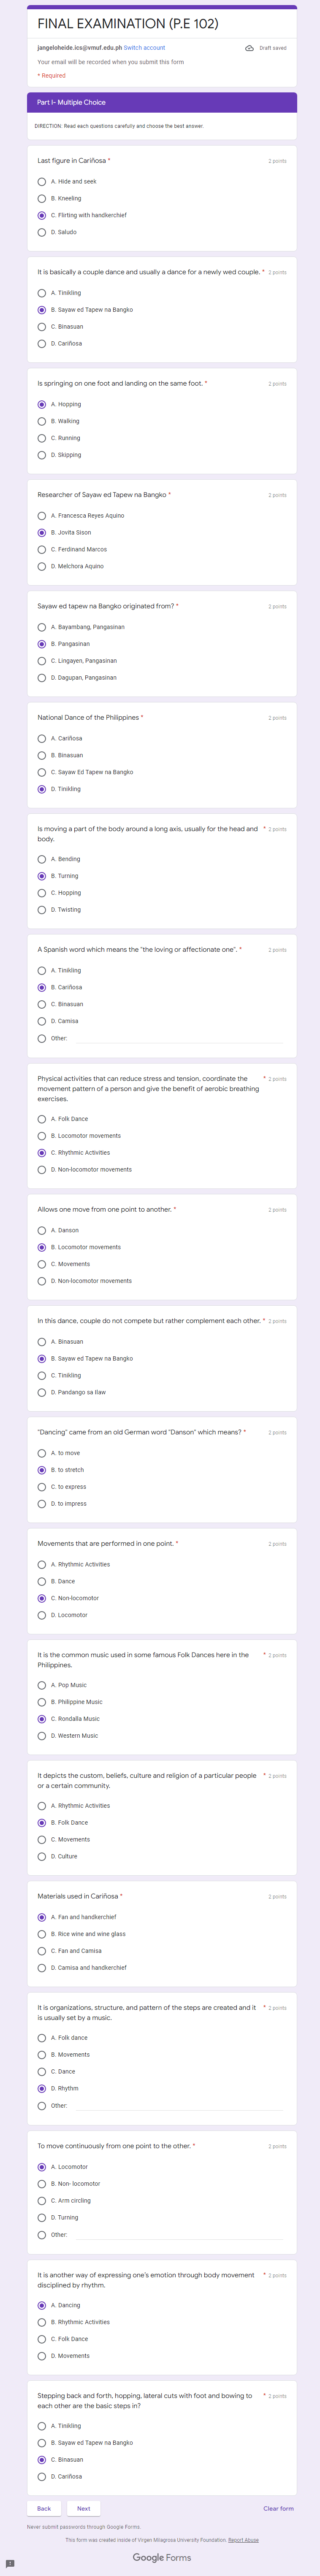 FINAL EXAMINATION (P.E 102)
jangeloheide.ics@vmuf.edu.ph Switch account
Draft saved
Your email will be recorded when you submit this form
* Required
Part I- Multiple Choice
DIRECTION: Read each questions carefully and choose the best answer.
Last figure in Cariñosa *
2 points
A. Hide and seek
B. Kneeling
C. Flirting with handkerchief
D. Saludo
It is basically a couple dance and usually a dance for a newly wed couple. * 2 points
A. Tinikling
B. Sayaw ed Tapew na Bangko
C. Binasuan
D. Cariñosa
Is springing on one foot and landing on the same foot. *
2 points
A. Hopping
B. Walking
C. Running
D. Skipping
Researcher of Sayaw ed Tapew na Bangko *
2 points
A. Francesca Reyes Aquino
B. Jovita Sison
C. Ferdinand Marcos
D. Melchora Aquino
Sayaw ed tapew na Bangko originated from? *
2 points
A. Bayambang, Pangasinan
B. Pangasinan
C. Lingayen, Pangasinan
D. Dagupan, Pangasinan
National Dance of the Philippines *
2 points
A. Cariñosa
B. Binasuan
C. Sayaw Ed Tapew na Bangko
D. Tinikling
Is moving a part of the body around a long axis, usually for the head and * 2 points
body.
A. Bending
B. Turning
C. Hopping
D. Twisting
A Spanish word which means the "the loving or affectionate one". *
2 points
A. Tinikling
B. Cariñosa
C. Binasuan
D. Camisa
Other:
Physical activities that can reduce stress and tension, coordinate the * 2 points
movement pattern of a person and give the benefit of aerobic breathing
exercises.
A. Folk Dance
B. Locomotor movements
C. Rhythmic Activities
D. Non-locomotor movements
Allows one move from one point to another. *
2 points
A. Danson
B. Locomotor movements
C. Movements
D. Non-locomotor movements
In this dance, couple do not compete but rather complement each other. * 2 points
A. Binasuan
B. Sayaw ed Tapew na Bangko
C. Tinikling
D. Pandango sa Ilaw
"Dancing" came from an old German word "Danson" which means? *
2 points
A. to move
B. to stretch
C. to express
D. to impress
Movements that are performed in one point. *
2 points
A. Rhythmic Activities
B. Dance
C. Non-locomotor
D. Locomotor
It is the common music used in some famous Folk Dances here in the * 2 points
Philippines.
A. Pop Music
B. Philippine Music
C. Rondalla Music
D. Western Music
It depicts the custom, beliefs, culture and religion of a particular people * 2 points
or a certain community.
A. Rhythmic Activities
B. Folk Dance
C. Movements
D. Culture
Materials used in Cariñosa *
2 points
A. Fan and handkerchief
B. Rice wine and wine glass
C. Fan and Camisa
D. Camisa and handkerchief
It is organizations, structure, and pattern of the steps are created and it * 2 points
is usually set by a music.
A. Folk dance
B. Movements
C. Dance
D. Rhythm
Other:
To move continuously from one point to the other. *
2 points
A. Locomotor
B. Non- locomotor
C. Arm circling
D. Turning
Other:
It is another way of expressing one's emotion through body movement * 2 points
disciplined by rhythm.
A. Dancing
B. Rhythmic Activities
C. Folk Dance
D. Movements
Stepping back and forth, hopping, lateral cuts with foot and bowing to * 2 points
each other are the basic steps in?
A. Tinikling
B. Sayaw ed Tapew na Bangko
C. Binasuan
D. Cariñosa
Back Next Clear form
Never submit passwords through Google Forms.
This form was created inside of Virgen Milagrosa University Foundation. Report Abuse
Google Forms